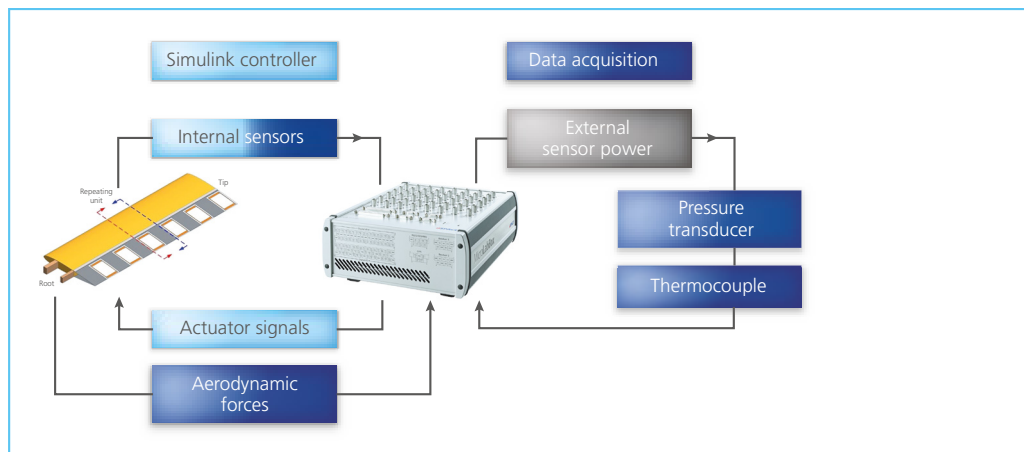 Simulink controller
Data acquisition
Internal sensors
External
sensor power
Repeating
unit
Tip
Pressure
transducer
Root
Thermocouple
Actuator signals
Aerodynamic
forces